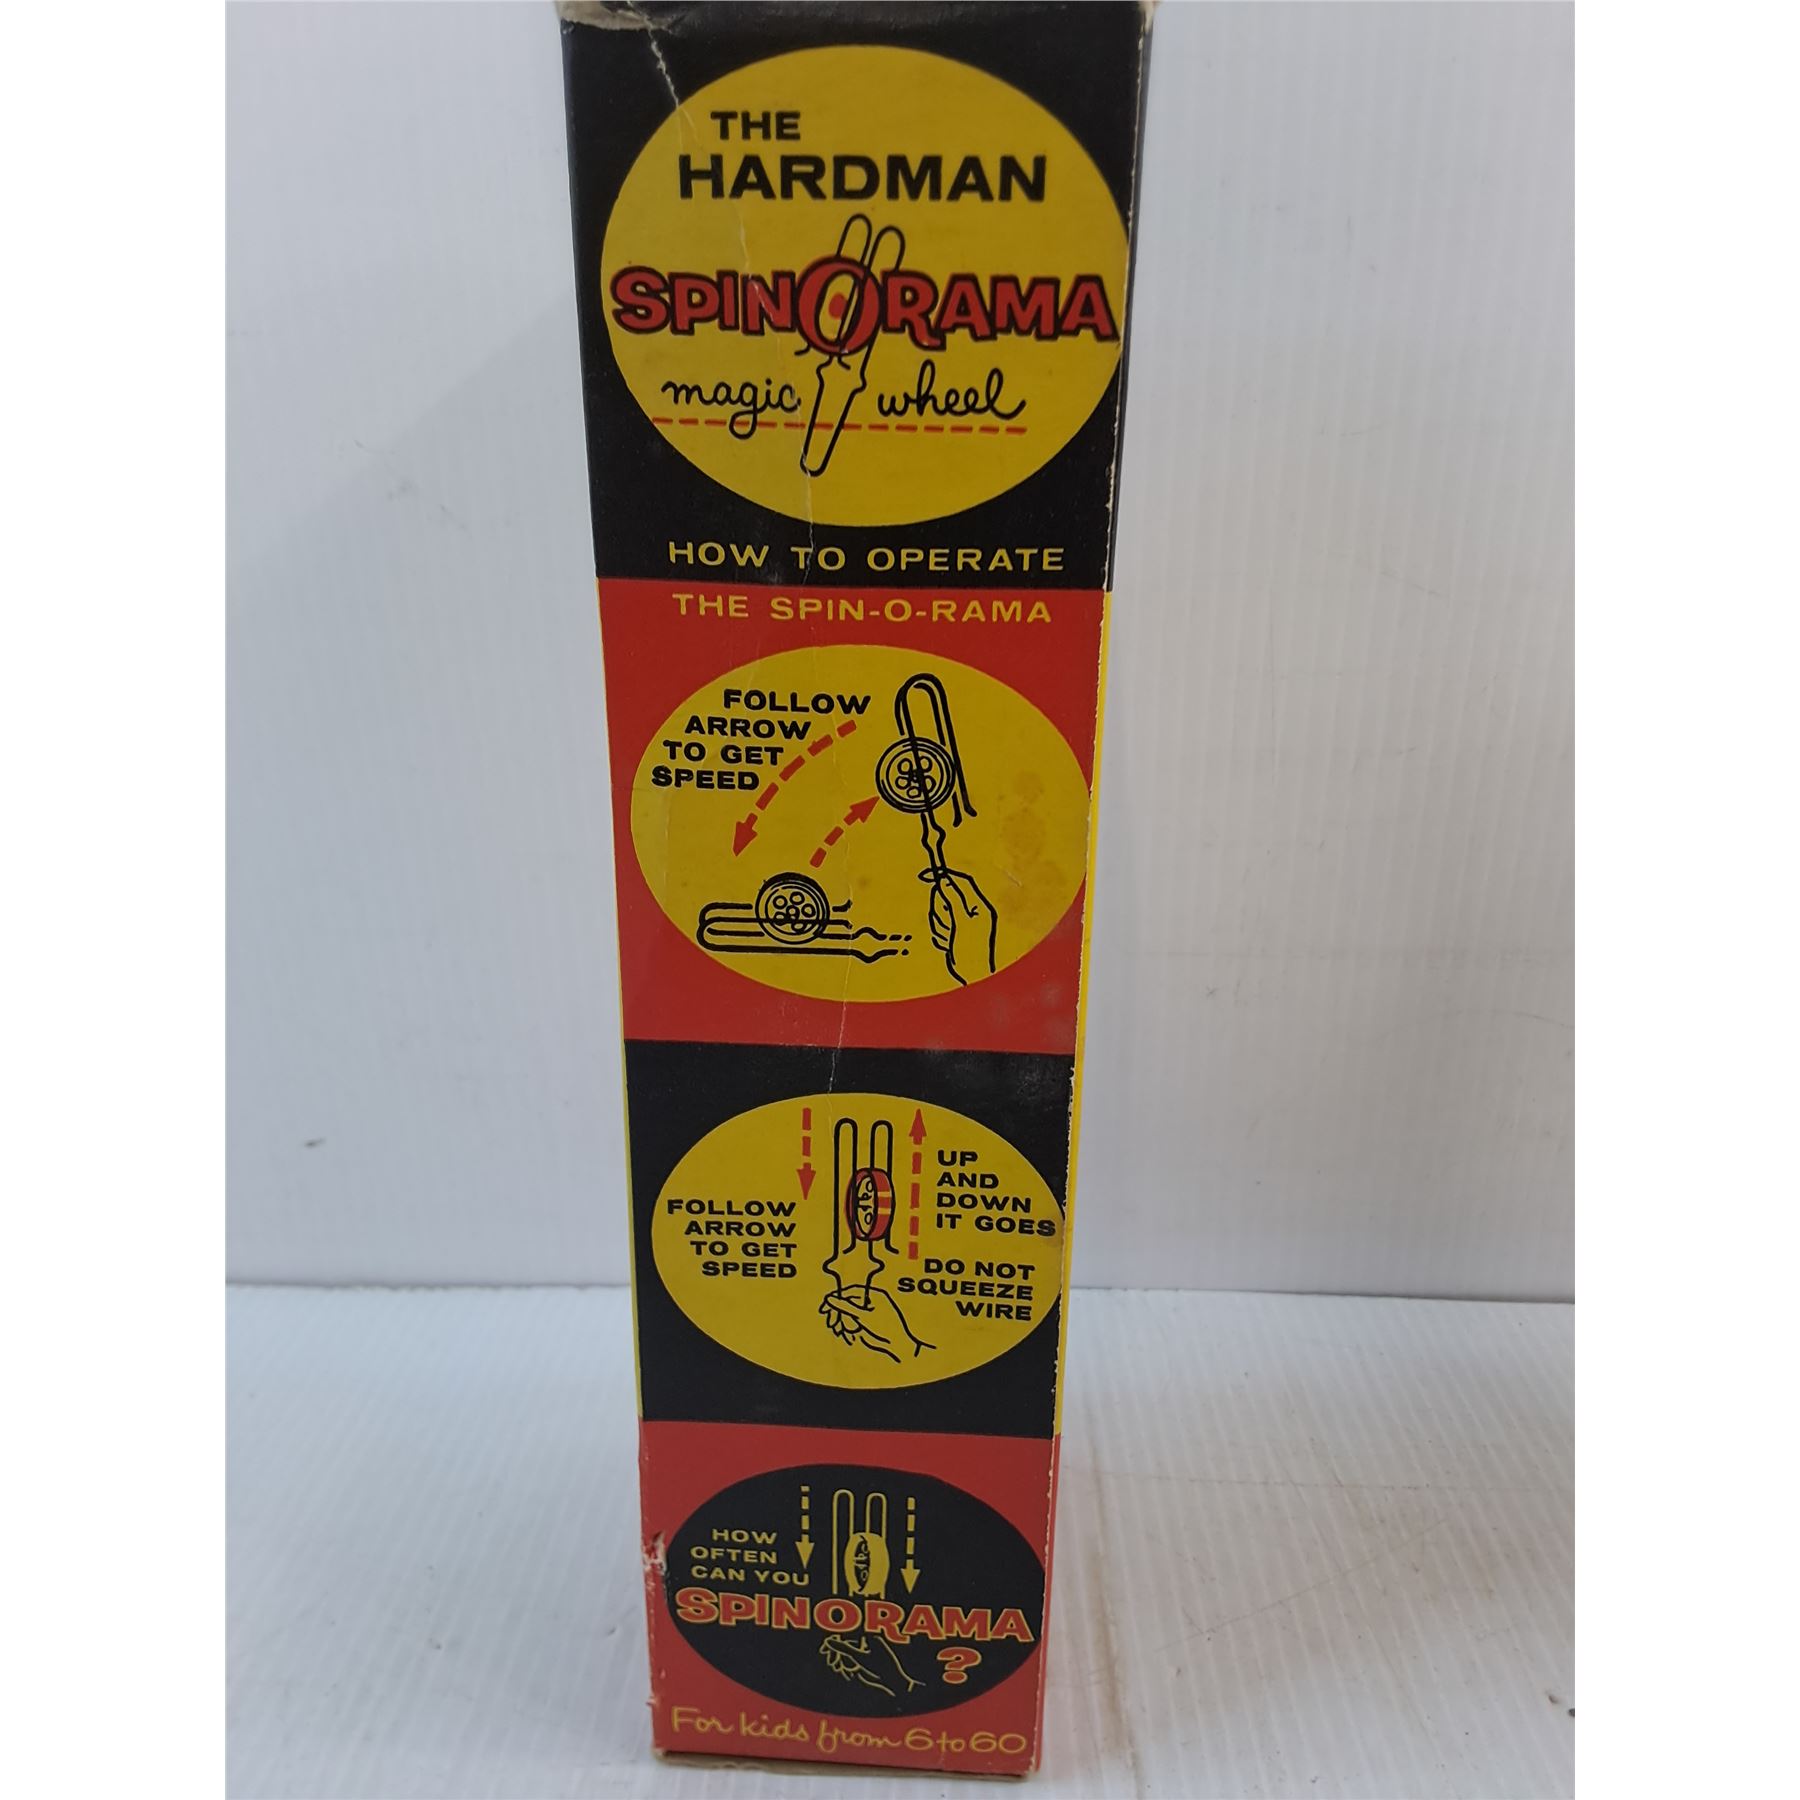 THE
HARDMAN
SPINORAMA
magic wheel
HOW TO OPERATE
THE SPIN-O-RAMA
FOLLOW
ARROW
TO GET
SPEED
FOLLOW
ARROW
TO GET
SPEED
UP
AND
DOWN
IT GOES
DO NOT
SQUEEZE
WIRE
HOW
OFTEN
CAN YOU
SPINORAMA
?
For kids from 6 to 60